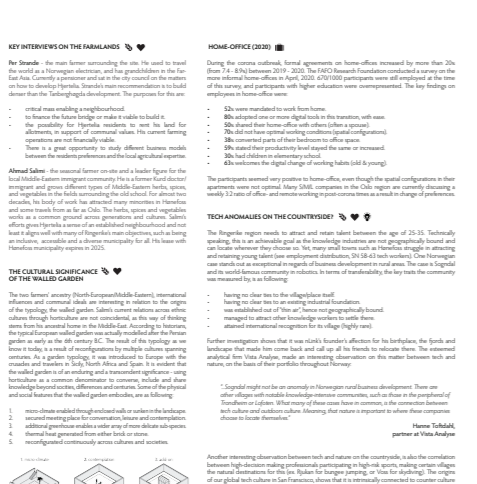 KEY INTERVIEWS ON THE FARMLANDS
Per Strande - the main farmer surrounding the site. He used to travel
the world as a Norwegian electrician, and has grandchildren in the far-
East Asia. Currently a pensioner and sat in the city council on the matters
on how to develop Hjertelia. Strande's main recommendation is to build
denser than the Tanberghøgda development. The purposes for this are:
- critical mass enabling a neighbourhood.
- to finance the future bridge or make it viable to build it.
- the possibility for Hjertelia residents to rent his land for
allotments, in support of communal values. His current farming
operations are not financially viable.
- There is a great opportunity to study different business models
between the residents preferences and the local agricultural expertise.
Ahmad Salimi - the seasonal farmer on-site and a leader figure for the
local Middle-Eastern immigrant community. He is a former Kurd doctor/
immigrant and grows different types of Middle-Eastern herbs, spices,
and vegetables in the fields surrounding the old school. For almost two
decades, his body of work has attracted many minorities in Hønefoss
and some travels from as far as Oslo. The herbs, spices and vegetables
works as a common ground across generations and cultures. Salimi's
efforts gives Hjertelia a sense of an established neighbourhood and not
least it aligns well with many of Ringerike's main objectives, such as being
an inclusive, accessible and a diverse municipality for all. His lease with
Hønefoss municipality expires in 2025.
THE CULTURAL SIGNIFICANCE
OF THE WALLED GARDEN
The two farmers' ancestry (North-European/Middle-Eastern), international
influences and communal ideals are interesting in relation to the origins
of the typology; the walled garden. Salimi's current relations across ethnic
cultures through horticulture are not coincidental, as this way of thinking
stems from his ancestral home in the Middle-East. According to historians,
the typical European walled garden was actually modelled after the Persian
garden as early as the 6th century BC. The result of this typology as we
know it today, is a result of reconfigurations by multiple cultures spanning
centuries. As a garden typology, it was introduced to Europe with the
crusades and travelers in Sicily, North Africa and Spain. It is evident that
the walled garden is of an enduring and a transcendent significance - using
horticulture as a common denominator to converse, include and share
knowledge beyond societies, differences and centuries. Some of the physical
and social features that the walled garden embodies, are as following:
1. micro-climate enabled through enclosed walls or sunken in the landscape.
2. secured meeting place for conversation, leisure and contemplation.
3. additional greenhouse enables a wider array of more delicate sub-species.
4. thermal heat generated from either brick or stone.
5. reconfigurated continuously across cultures and societies.
1. micro-climate 2. contemplation 3. add-on
HOME-OFFICE (2020)
During the corona outbreak, formal agreements on home-offices increased by more than 20x
(from 7.4 - 8.9x) between 2019 - 2020. The FAFO Research Foundation conducted a survey on the
more informal home-offices in April, 2020. 670/1000 participants were still employed at the time
of this survey, and participants with higher education were overrepresented. The key findings on
employees in home-office were:
- 52x were mandated to work from home.
- 80x adopted one or more digital tools in this transition, with ease.
- 50x shared their home-office with others (often a spouse).
- 70x did not have optimal working conditions (spatial configurations).
- 38x converted parts of their bedroom to office space.
- 59x stated their productivity level stayed the same or increased.
- 30x had children in elementary school.
- 63x welcomes the digital change of working habits (old & young).
The participants seemed very positive to home-office, even though the spatial configurations in their
apartments were not optimal. Many S/M/L companies in the Oslo region are currently discussing a
weekly 3.2 ratio of office- and remote working in post-corona times as a result of change in preferences.
TECH ANOMALIES ON THE COUNTRYSIDE?
The Ringerike region needs to attract and retain talent between the age of 25-35. Technically
speaking, this is an achievable goal as the knowledge industries are not geographically bound and
can locate wherever they choose so. Yet, many small towns such as Hønefoss struggle in attracting
and retaining young talent (see employment distribution, SN 58-63 tech workers). One Norwegian
case stands out as exceptional in regards of business development in rural areas. The case is Sogndal
and its world-famous community in robotics. In terms of transferability, the key traits the community
was measured by, is as following:
- having no clear ties to the village/place itself.
- having no clear tie to an existing industrial foundation.
- was established out of "thin air", hence not geographically bound.
- managed to attract other knowledge workers to settle there.
- attained international recognition for its village (highly rare).
Further investigation shows that it was founder's affection for his birthplace, the fjords and
landscape that made him come back and call up all his friends to relocate there. The esteemed
analytical firm Vista Analyse, made an interesting observation on this matter between tech and
nature, on the basis of their portfolio throughout Norway:
"..Sogndal might not be an anomaly in Norwegian rural business development. There are
other villages with notable knowledge-intensive communities, such as those in the peripheral of
Trondheim or Lofoten. What many of these cases have in common, is the connection between
tech culture and outdoors culture. Meaning, that nature is important to where these companies
choose to locate themselves."
Hanne Toftdahl,
partner at Vista Analyse
Another interesting observation between tech and nature on the countryside, is also the correlation
between high-decision making professionals participating in high-risk sports, making certain villages
the natural destinations for this (ex. Rjukan for bungee jumping, or Voss for skydiving). The origins
of our global tech culture in San Francisco, shows that it is intrinsically connected to counter culture